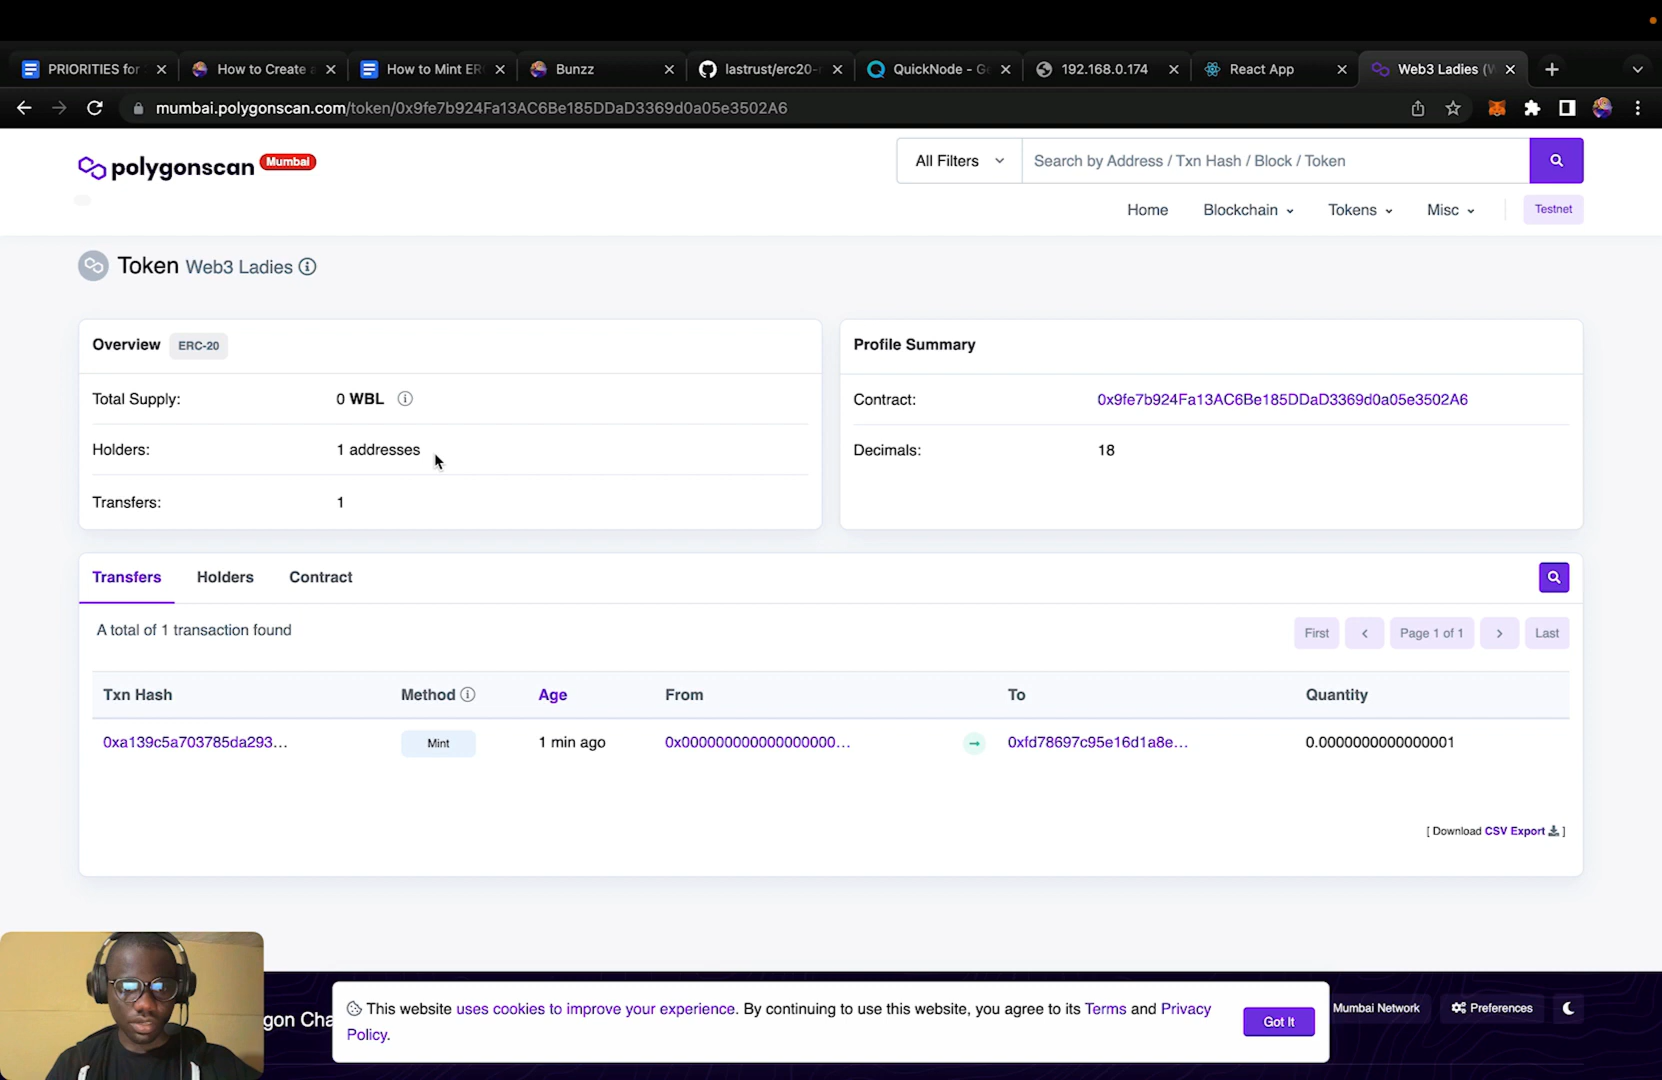 PRIORITIES for
How to Create a
How to Mint ER
Bunzz
lastrust/erc20-
QuickNode - Ge
192.168.0.174
React App
Web3 Ladies (W
mumbai.polygonscan.com/token/0x9fe7b924Fa13AC6Be185DDaD3369d0a05e3502A6
polygonscan Mumbai
All Filters
Search by Address / Txn Hash / Block / Token
Home
Blockchain
Tokens
Misc
Testnet
Token Web3 Ladies
Overview ERC-20
Total Supply: 0 WBL
Holders: 1 addresses
Transfers: 1
Profile Summary
Contract: 0x9fe7b924Fa13AC6Be185DDaD3369d0a05e3502A6
Decimals: 18
Transfers Holders Contract
A total of 1 transaction found
First Page 1 of 1 Last
Txn Hash Method Age From To Quantity
0xa139c5a703785da293... Mint 1 min ago 0x000000000000000000... 0xfd78697c95e16d1a8e... 0.0000000000000001
[ Download CSV Export ]
gon Cha
This website uses cookies to improve your experience. By continuing to use this website, you agree to its Terms and Privacy
Policy.
Got It
Mumbai Network
Preferences